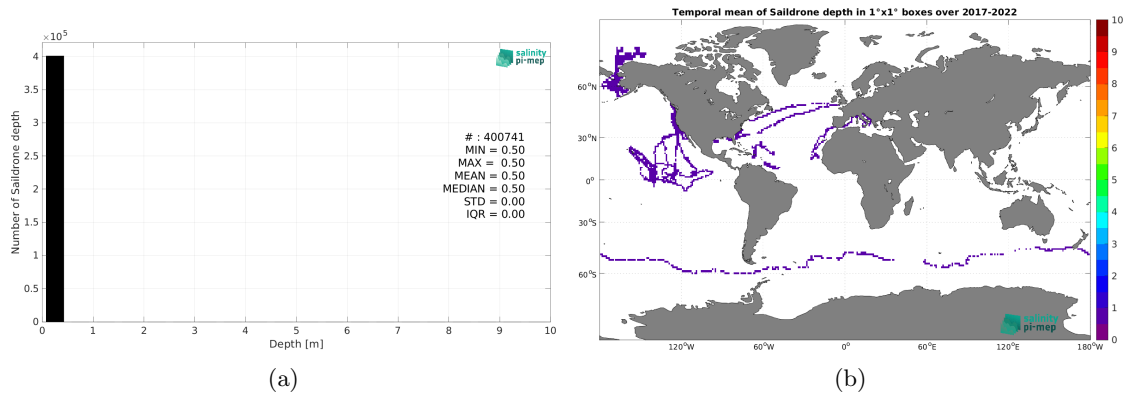 ×10⁵
4
3.5
3
2.5
2
1.5
1
0.5
0
Number of Saildrone depth
0 1 2 3 4 5 6 7 8 9 10
Depth [m]
salinity
pi-mep
# : 400741
MIN = 0.50
MAX = 0.50
MEAN = 0.50
MEDIAN = 0.50
STD = 0.00
IQR = 0.00
(a)
Temporal mean of Saildrone depth in 1°x1° boxes over 2017-2022
60°N
30°N
0°
30°S
60°S
120°W 60°W 0° 60°E 120°E 180°W
salinity
pi-mep
10
9
8
7
6
5
4
3
2
1
0
(b)